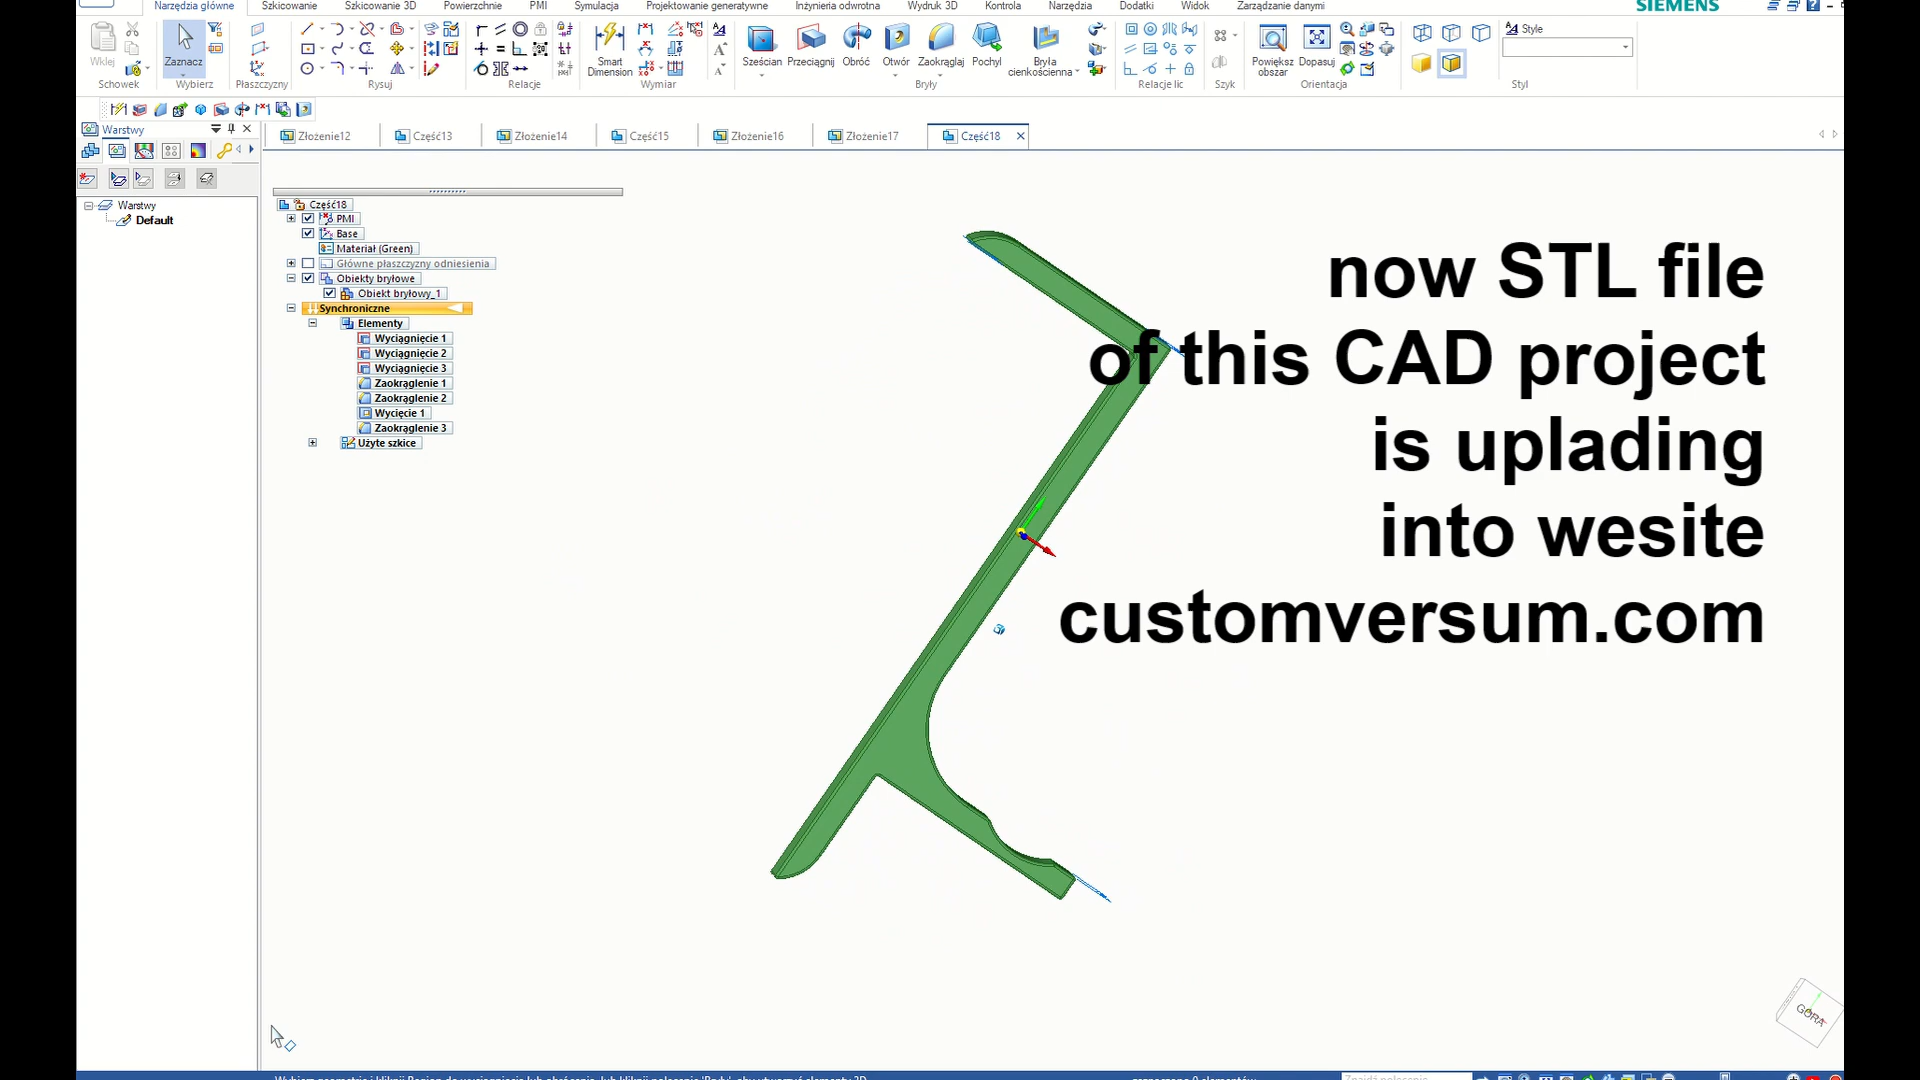 Narzędzia główne Szkicowanie Szkicowanie 3D Powierzchnie PMI Symulacja Projektowanie generatywne Inżynieria odwrotna Wydruk 3D Kontrola Narzędzia Dodatki Widok Zarządzanie danymi SIEMENS
Wklej Zaznacz Smart Dimension Sześcian Przeciągnij Obróć Otwór Zaokrąglaj Pochyl Bryła cienkościenna Powiększ obszar Dopasuj Style
Schowek Wybierz Płaszczyzny Rysuj Relacje Wymiar Bryły Relacje lic Szyk Orientacja Styl
Warstwy
Złożenie12 Część13 Złożenie14 Część15 Złożenie16 Złożenie17 Część18
Warstwy
Default
Część18
PMI
Base
Materiał (Green)
Główne płaszczyzny odniesienia
Obiekty bryłowe
Obiekt bryłowy_1
Synchroniczne
Elementy
Wyciągnięcie 1
Wyciągnięcie 2
Wyciągnięcie 3
Zaokrąglenie 1
Zaokrąglenie 2
Wycięcie 1
Zaokrąglenie 3
Użyte szkice
now STL file
of this CAD project
is uplading
into wesite
customversum.com
GÓRA